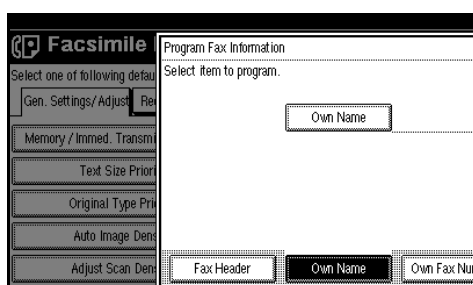 Facsimile
Program Fax Information
Select one of following defau
Select item to program.
Gen. Settings/Adjust
Re
Own Name
Memory / Immed. Transmi
Text Size Priori
Original Type Pri
Auto Image Dens
Adjust Scan Dens
Fax Header
Own Name
Own Fax Nu